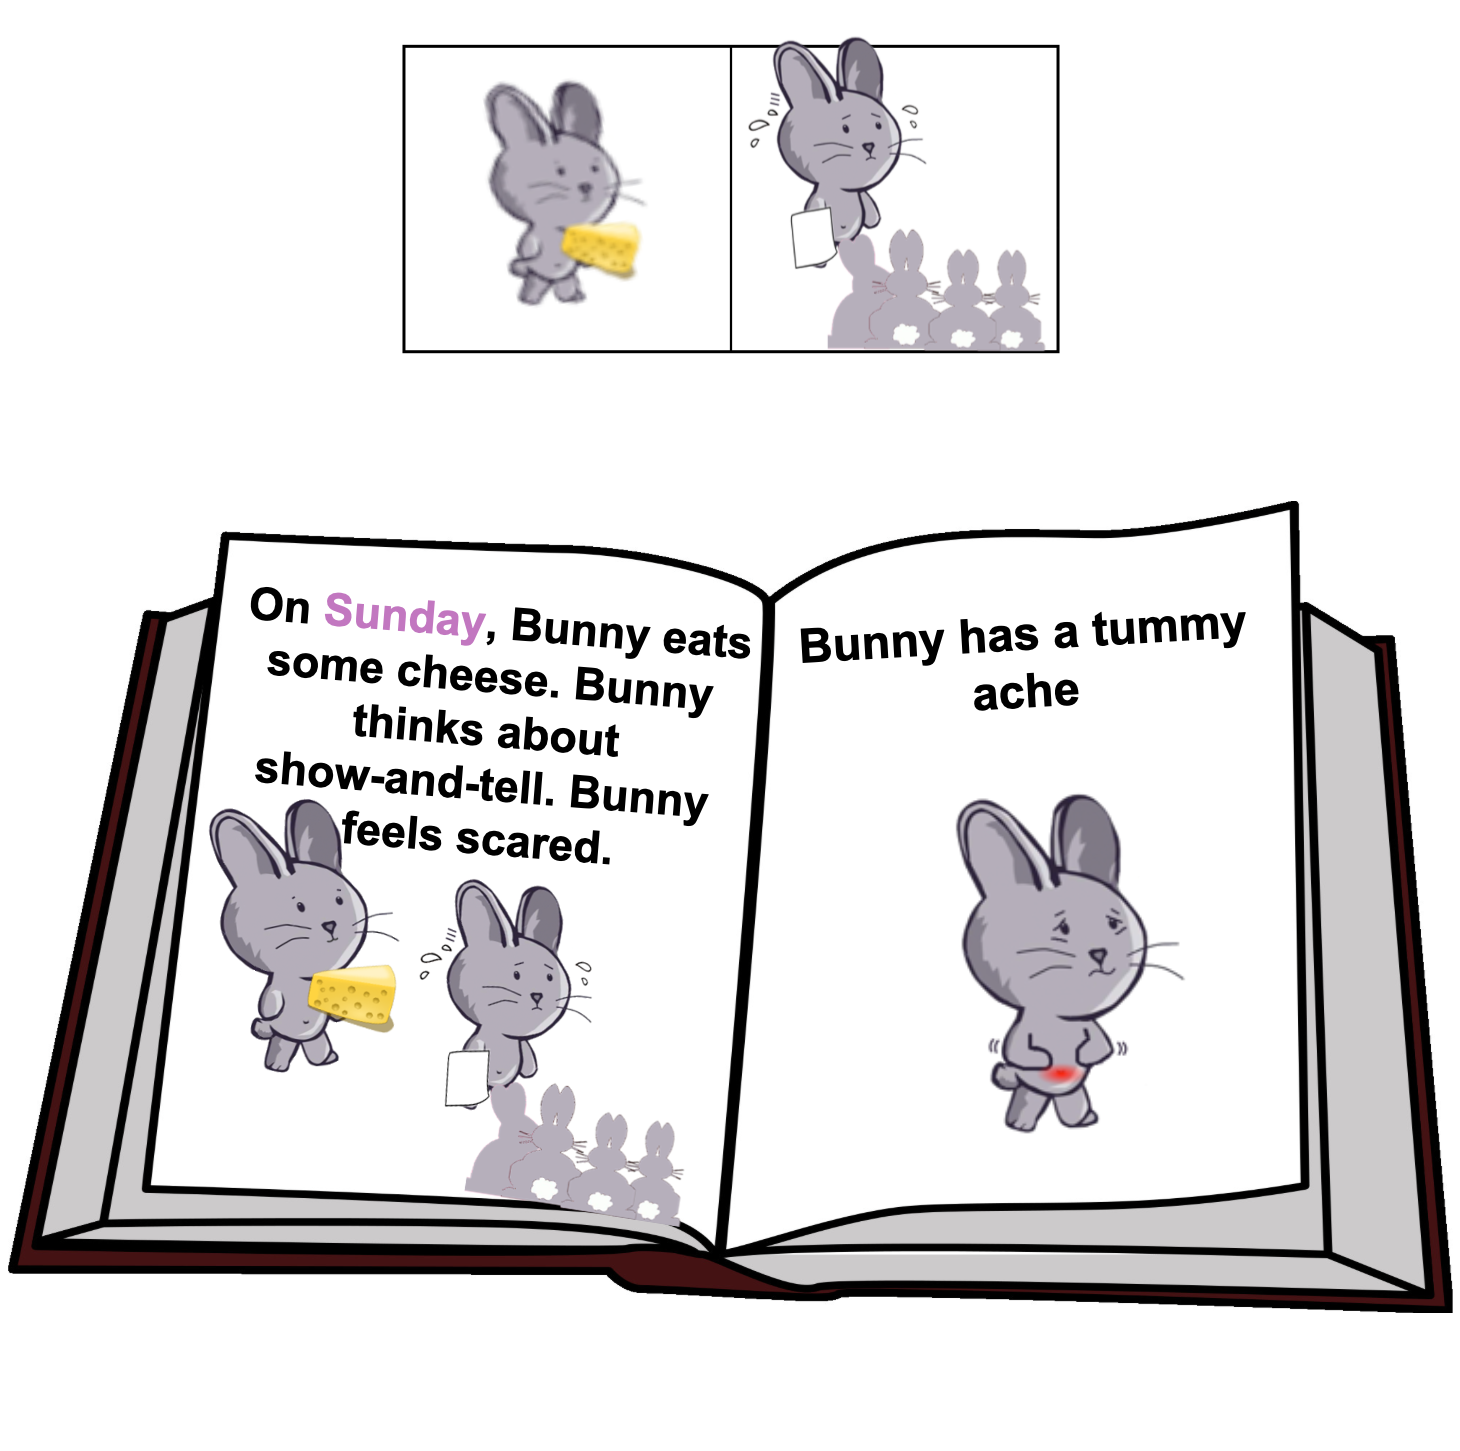 On Sunday, Bunny eats
some cheese. Bunny
thinks about
show-and-tell. Bunny
feels scared.
Bunny has a tummy
ache